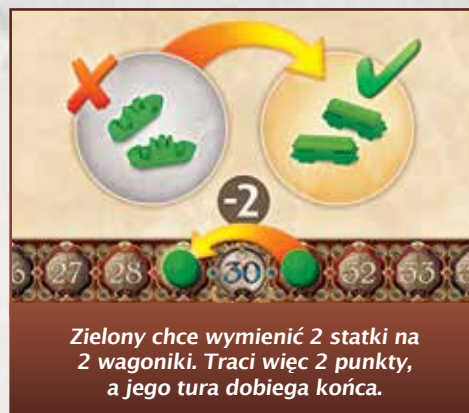 -2
27 28 30 32 33
Zielony chce wymienić 2 statki na
2 wagoniki. Traci więc 2 punkty,
a jego tura dobiega końca.